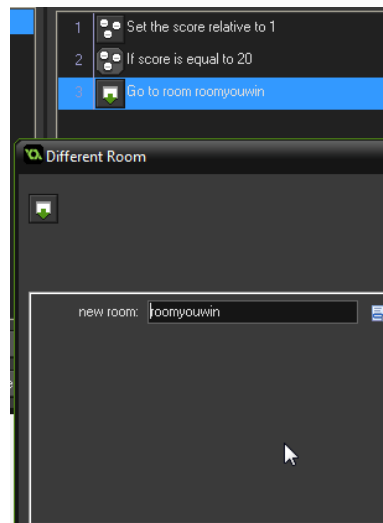 1 Set the score relative to 1
2 If score is equal to 20
3 Go to room roomyouwin
Different Room
new room: roomyouwin